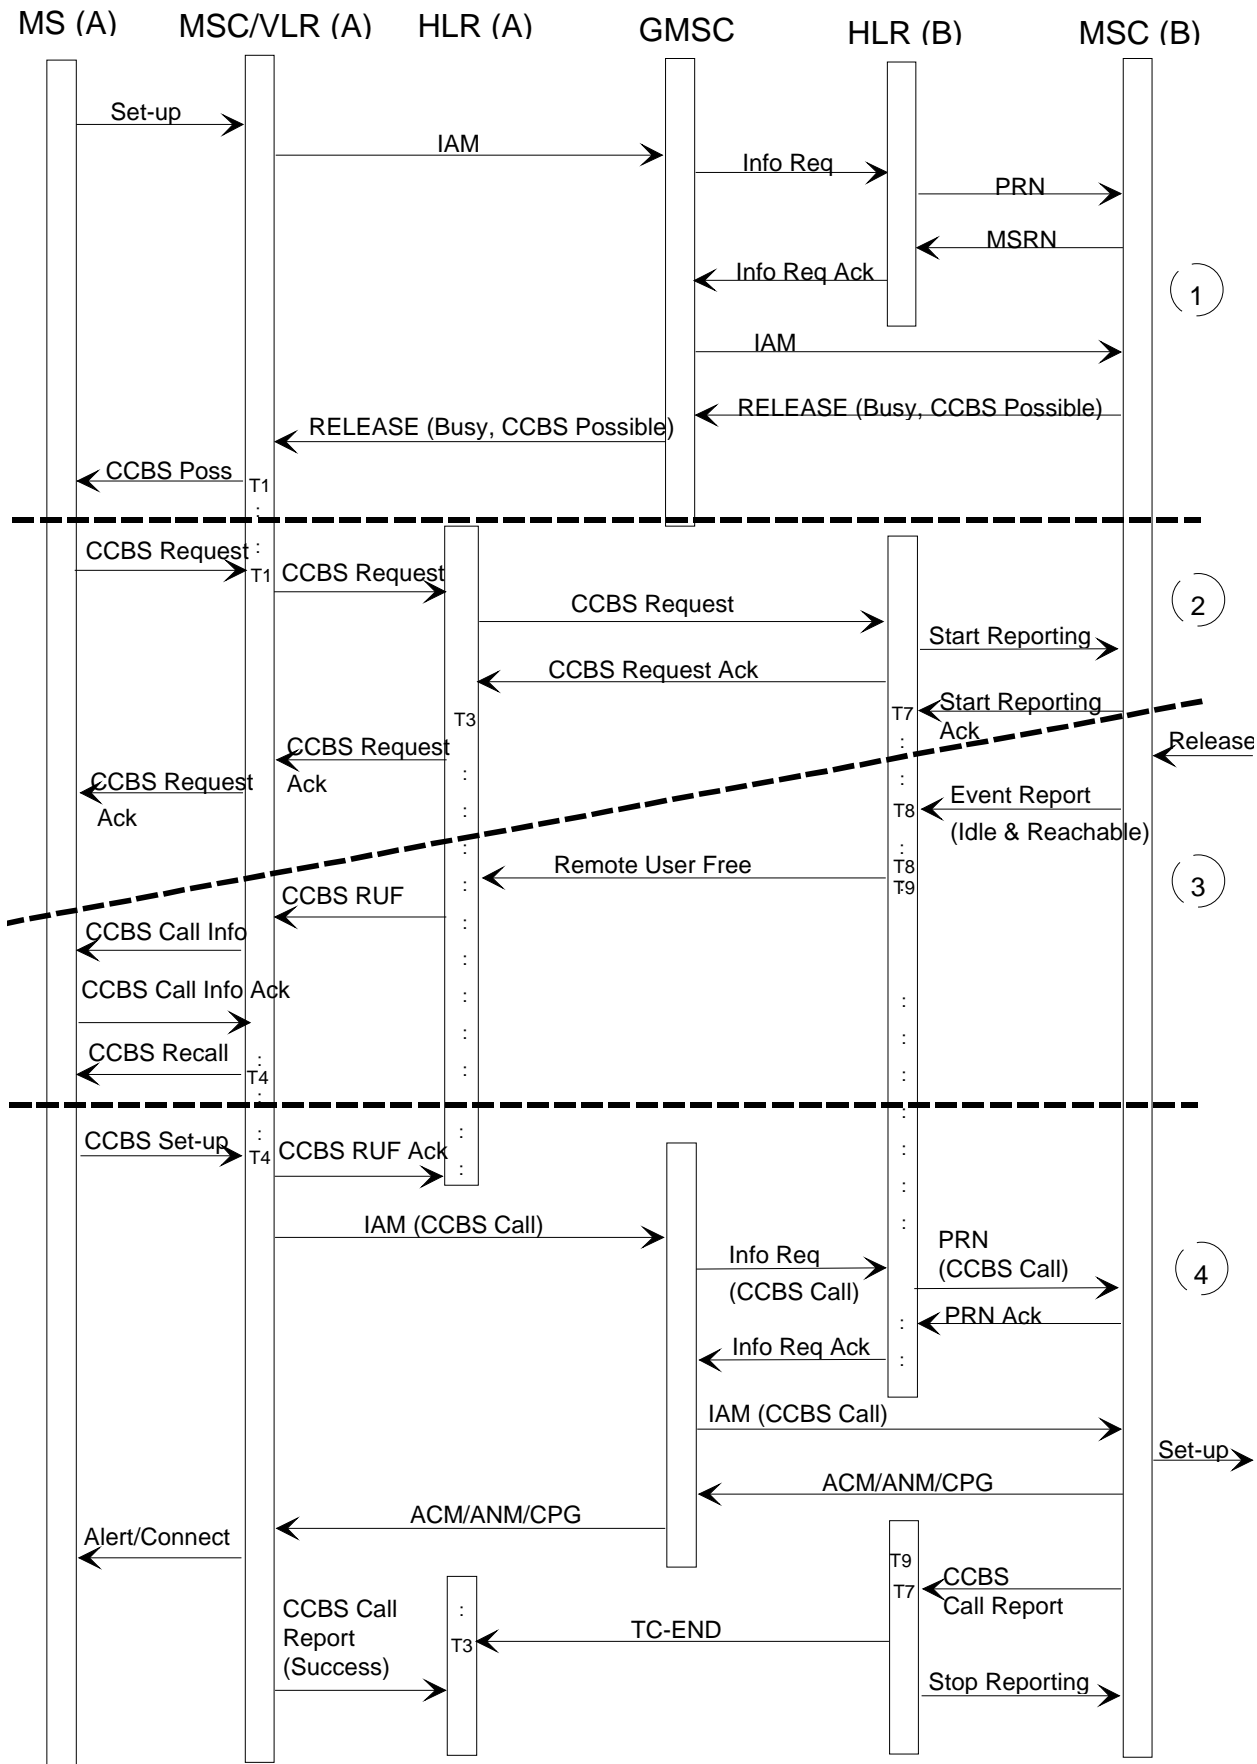 MS (A) MSC/VLR (A) HLR (A) GMSC HLR (B) MSC (B)
Set-up
IAM
Info Req
PRN
MSRN
Info Req Ack
1
IAM
RELEASE (Busy, CCBS Possible)
RELEASE (Busy, CCBS Possible)
CCBS Poss
T1
CCBS Request
T1
CCBS Request
CCBS Request
2
Start Reporting
CCBS Request Ack
T3
T7
Start Reporting
Ack
Release
CCBS Request
Ack
CCBS Request
Ack
T8
Event Report
(Idle & Reachable)
Remote User Free
T8
T9
3
CCBS RUF
CCBS Call Info
CCBS Call Info Ack
CCBS Recall
T4
CCBS Set-up
T4
CCBS RUF Ack
IAM (CCBS Call)
Info Req
(CCBS Call)
PRN
(CCBS Call)
4
PRN Ack
Info Req Ack
IAM (CCBS Call)
Set-up
ACM/ANM/CPG
ACM/ANM/CPG
Alert/Connect
T9
T7
CCBS
Call Report
CCBS Call
Report
(Success)
T3
TC-END
Stop Reporting